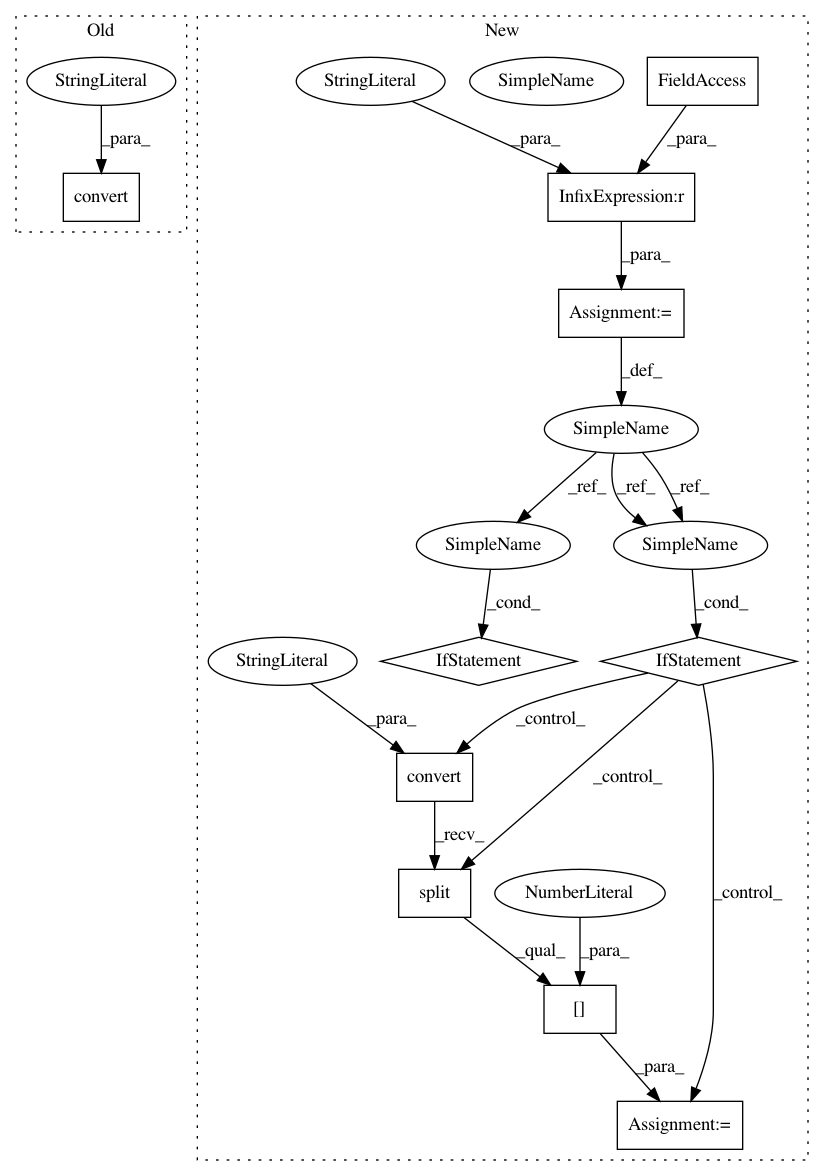 Old
New
StringLiteral
StringLiteral
SimpleName
FieldAccess
_para_
_para_
_para_
convert
InfixExpression:r
_para_
Assignment:=
_def_
SimpleName
_ref_
_ref_
_ref_
SimpleName
SimpleName
_cond_
_cond_
StringLiteral
IfStatement
IfStatement
_para_
_control_
convert
_control_
_recv_
split
NumberLiteral
_control_
_qual_
_para_
[]
_para_
Assignment:=